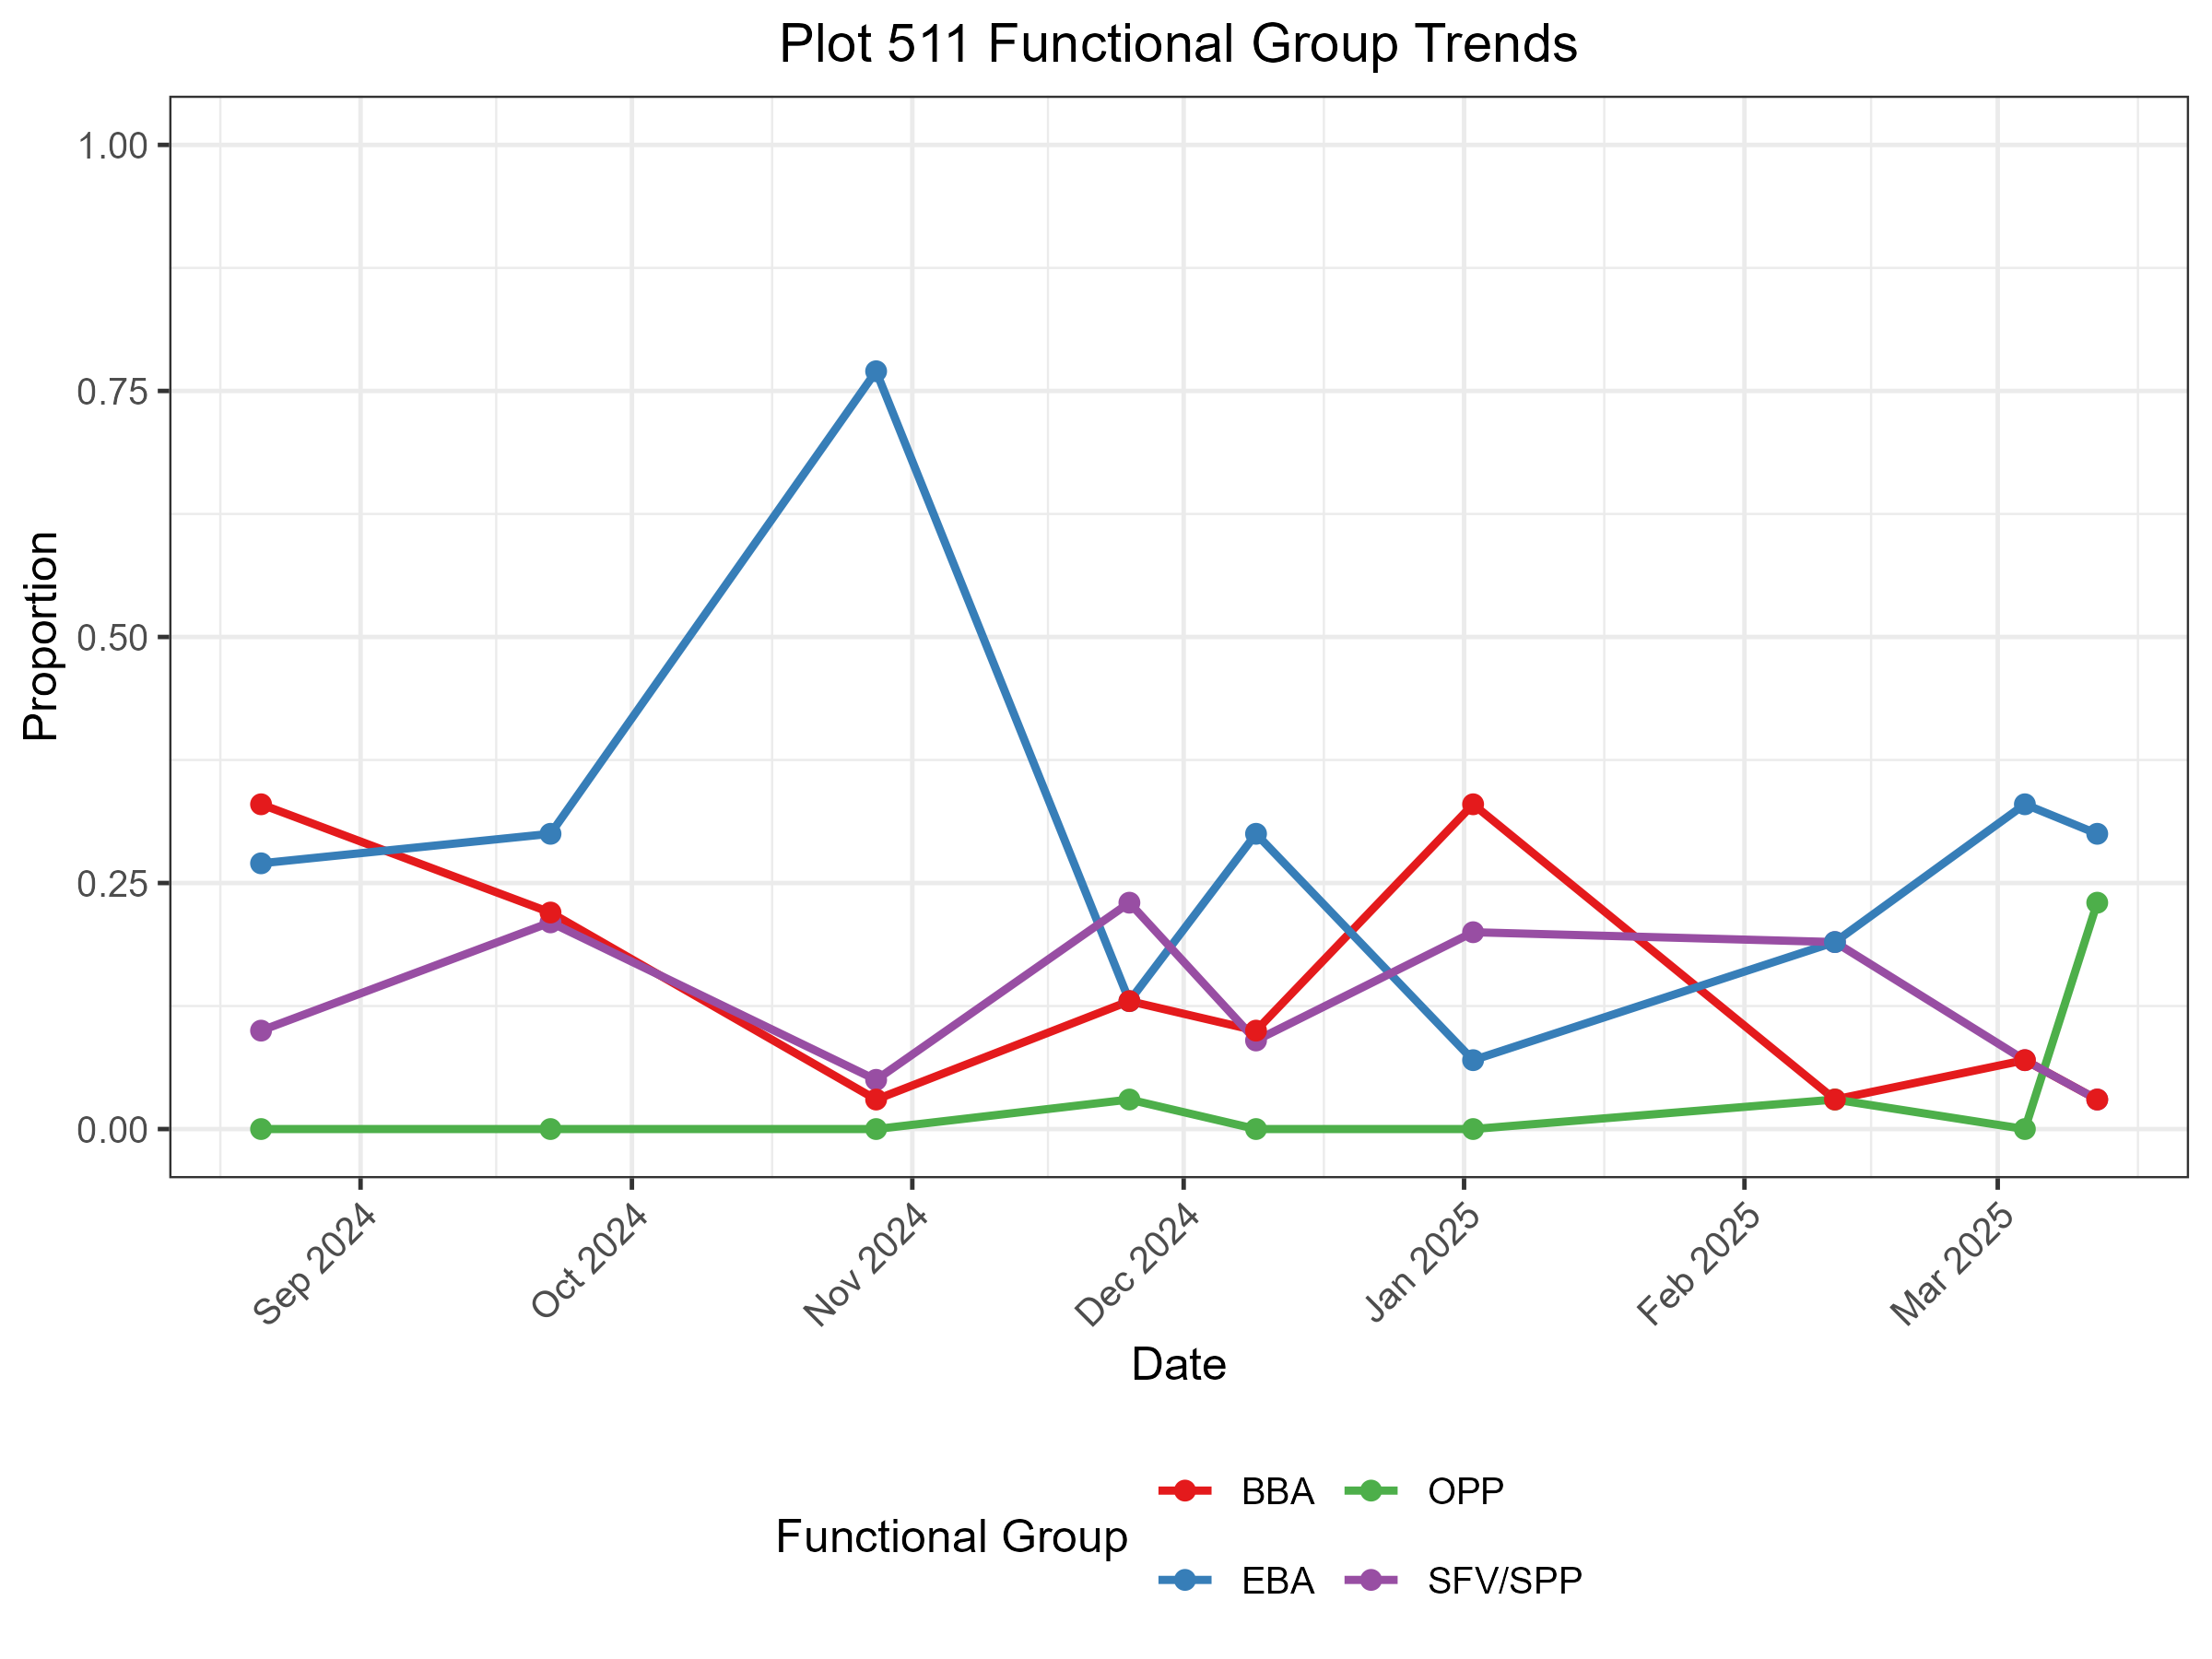 Plot 511 Functional Group Trends
Proportion
1.00
0.75
0.50
0.25
0.00
Sep 2024
Oct 2024
Nov 2024
Dec 2024
Jan 2025
Feb 2025
Mar 2025
Date
Functional Group
BBA
OPP
EBA
SFV/SPP